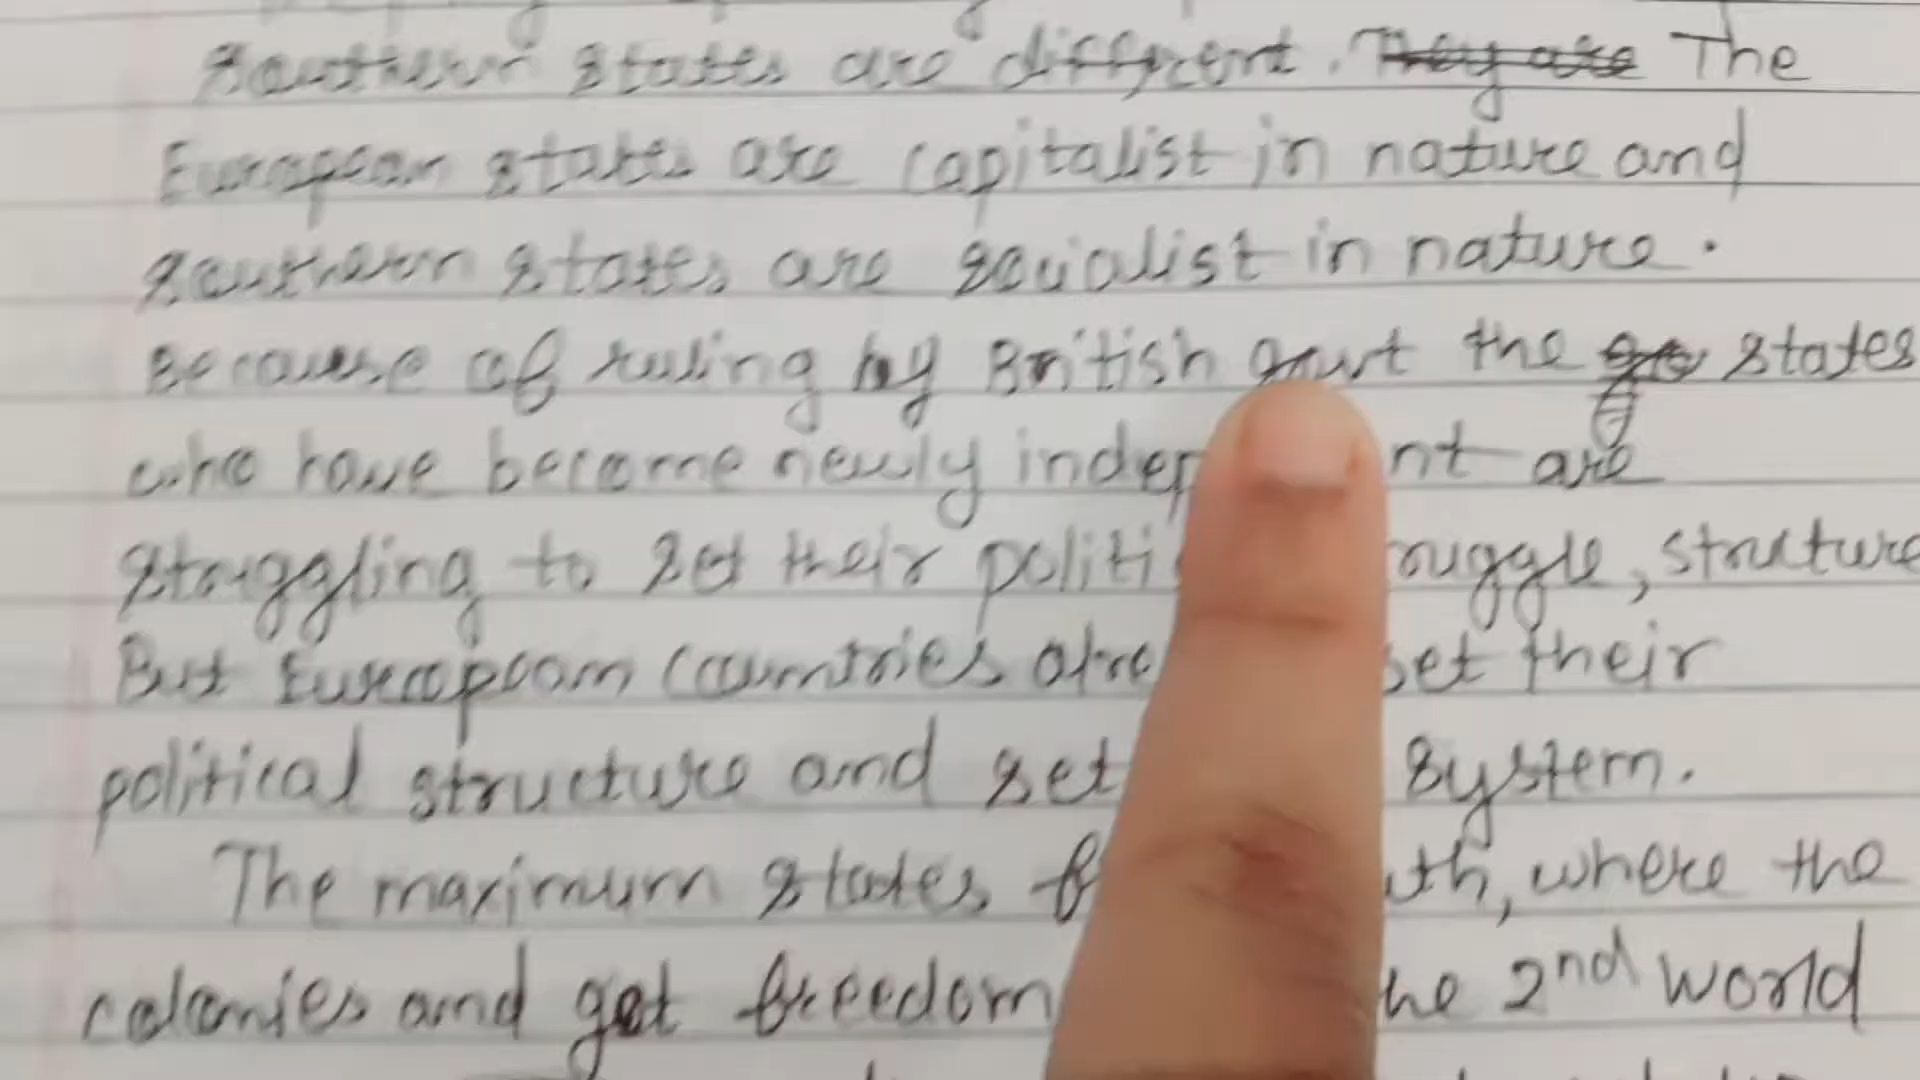 southern states are different. They are The
European states are capitalist in nature and
southern states are socialist in nature.
Because of ruling by British govt the states
who have become newly indep nt are
struggling to set their politi ruggle, structure
But European countries alre set their
political structure and set system.
The maximum states f uth, where the
colonies and got freedom he 2nd world